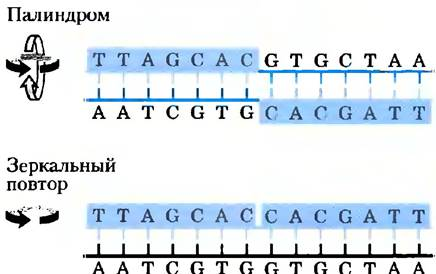 Палиндром
T T A G C A C G T G C T A A
A A T C G T G C A C G A T T
Зеркальный
повтор
T T A G C A C C A C G A T T
A A T C G T G G T G C T A A